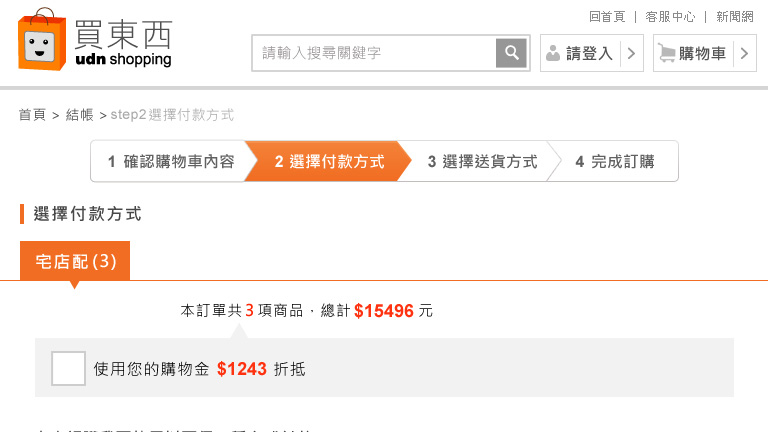 回首頁 | 客服中心 | 新聞網
買東西
udn shopping
請輸入搜尋關鍵字
請登入
購物車
首頁 > 結帳 > step2選擇付款方式
1 確認購物車內容
2 選擇付款方式
3 選擇送貨方式
4 完成訂購
選擇付款方式
宅店配(3)
本訂單共3項商品，總計$15496 元
使用您的購物金 $1243 折抵